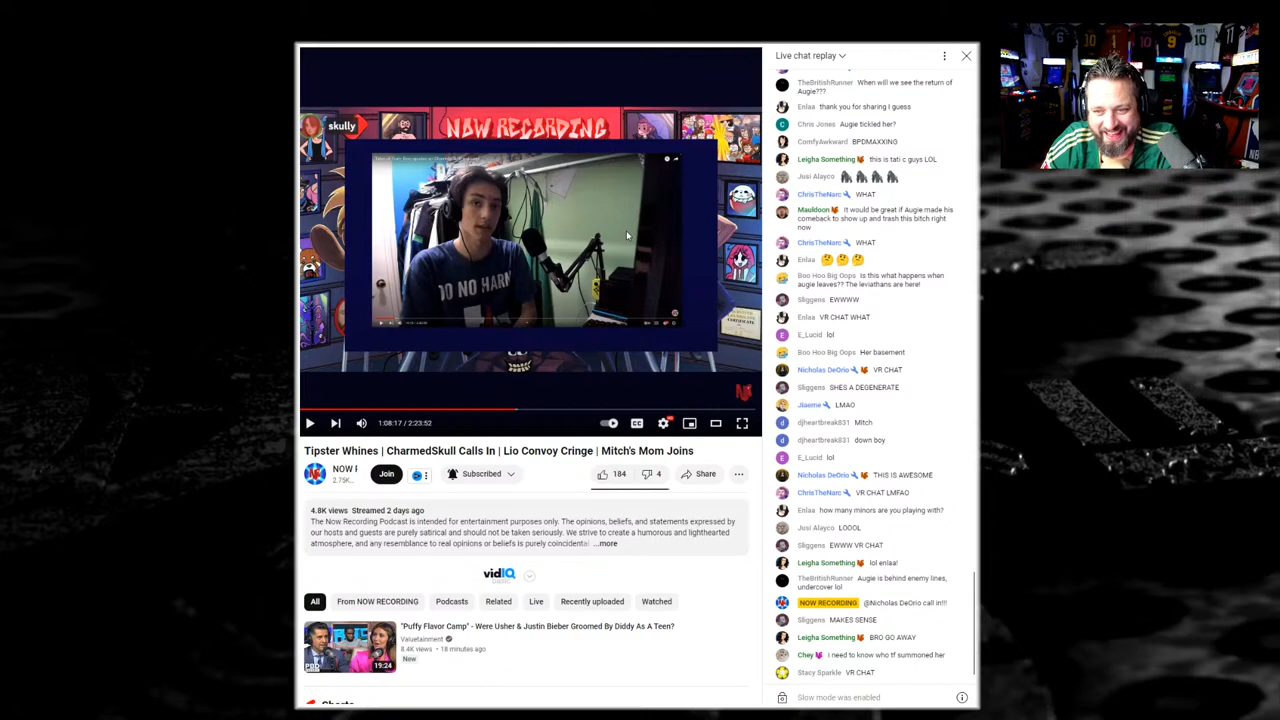 skully
NOW RECORDING
DO NO HARM
1:08:17 / 2:23:52
Tipster Whines | CharmedSkull Calls In | Lio Convoy Cringe | Mitch's Mom Joins
NOW F
2.75K...
Join
Subscribed
184
4
Share
4.8K views Streamed 2 days ago
The Now Recording Podcast is intended for entertainment purposes only. The opinions, beliefs, and statements expressed by
our hosts and guests are purely satirical and should not be taken seriously. We strive to create a humorous and lighthearted
atmosphere, and any resemblance to real opinions or beliefs is purely coincidental. ...more
vidIQ
BASIC
All
From NOW RECORDING
Podcasts
Related
Live
Recently uploaded
Watched
PBD
19:24
"Puffy Flavor Camp" - Were Usher & Justin Bieber Groomed By Diddy As A Teen?
Valuetainment
8.4K views • 18 minutes ago
New
Shorts
Live chat replay
TheBritishRunner When will we see the return of
Augie???
Enlaa thank you for sharing I guess
C
Chris Jones Augie tickled her?
ComfyAwkward BPDMAXXING
Leigha Something this is tati c guys LOL
Jusi Alayco
ChrisTheNarc WHAT
Mauldoon It would be great if Augie made his
comeback to show up and trash this bitch right
now
ChrisTheNarc WHAT
Enlaa 🤔 🤔 🤔
Boo Hoo Big Oops Is this what happens when
augie leaves?? The leviathans are here!
Sliggens EWWWW
Enlaa VR CHAT WHAT
E
E_Lucid lol
Boo Hoo Big Oops Her basement
Nicholas DeOrio VR CHAT
Sliggens SHES A DEGENERATE
Jiaeme LMAO
d
djheartbreak831 Mitch
d
djheartbreak831 down boy
E
E_Lucid lol
Nicholas DeOrio THIS IS AWESOME
ChrisTheNarc VR CHAT LMFAO
Enlaa how many minors are you playing with?
Jusi Alayco LOOOL
Sliggens EWWW VR CHAT
Leigha Something lol enlaa!
TheBritishRunner Augie is behind enemy lines,
undercover lol
NOW RECORDING @Nicholas DeOrio call in!!!
Sliggens MAKES SENSE
Leigha Something BRO GO AWAY
Chey I need to know who tf summoned her
Stacy Sparkle VR CHAT
Slow mode was enabled